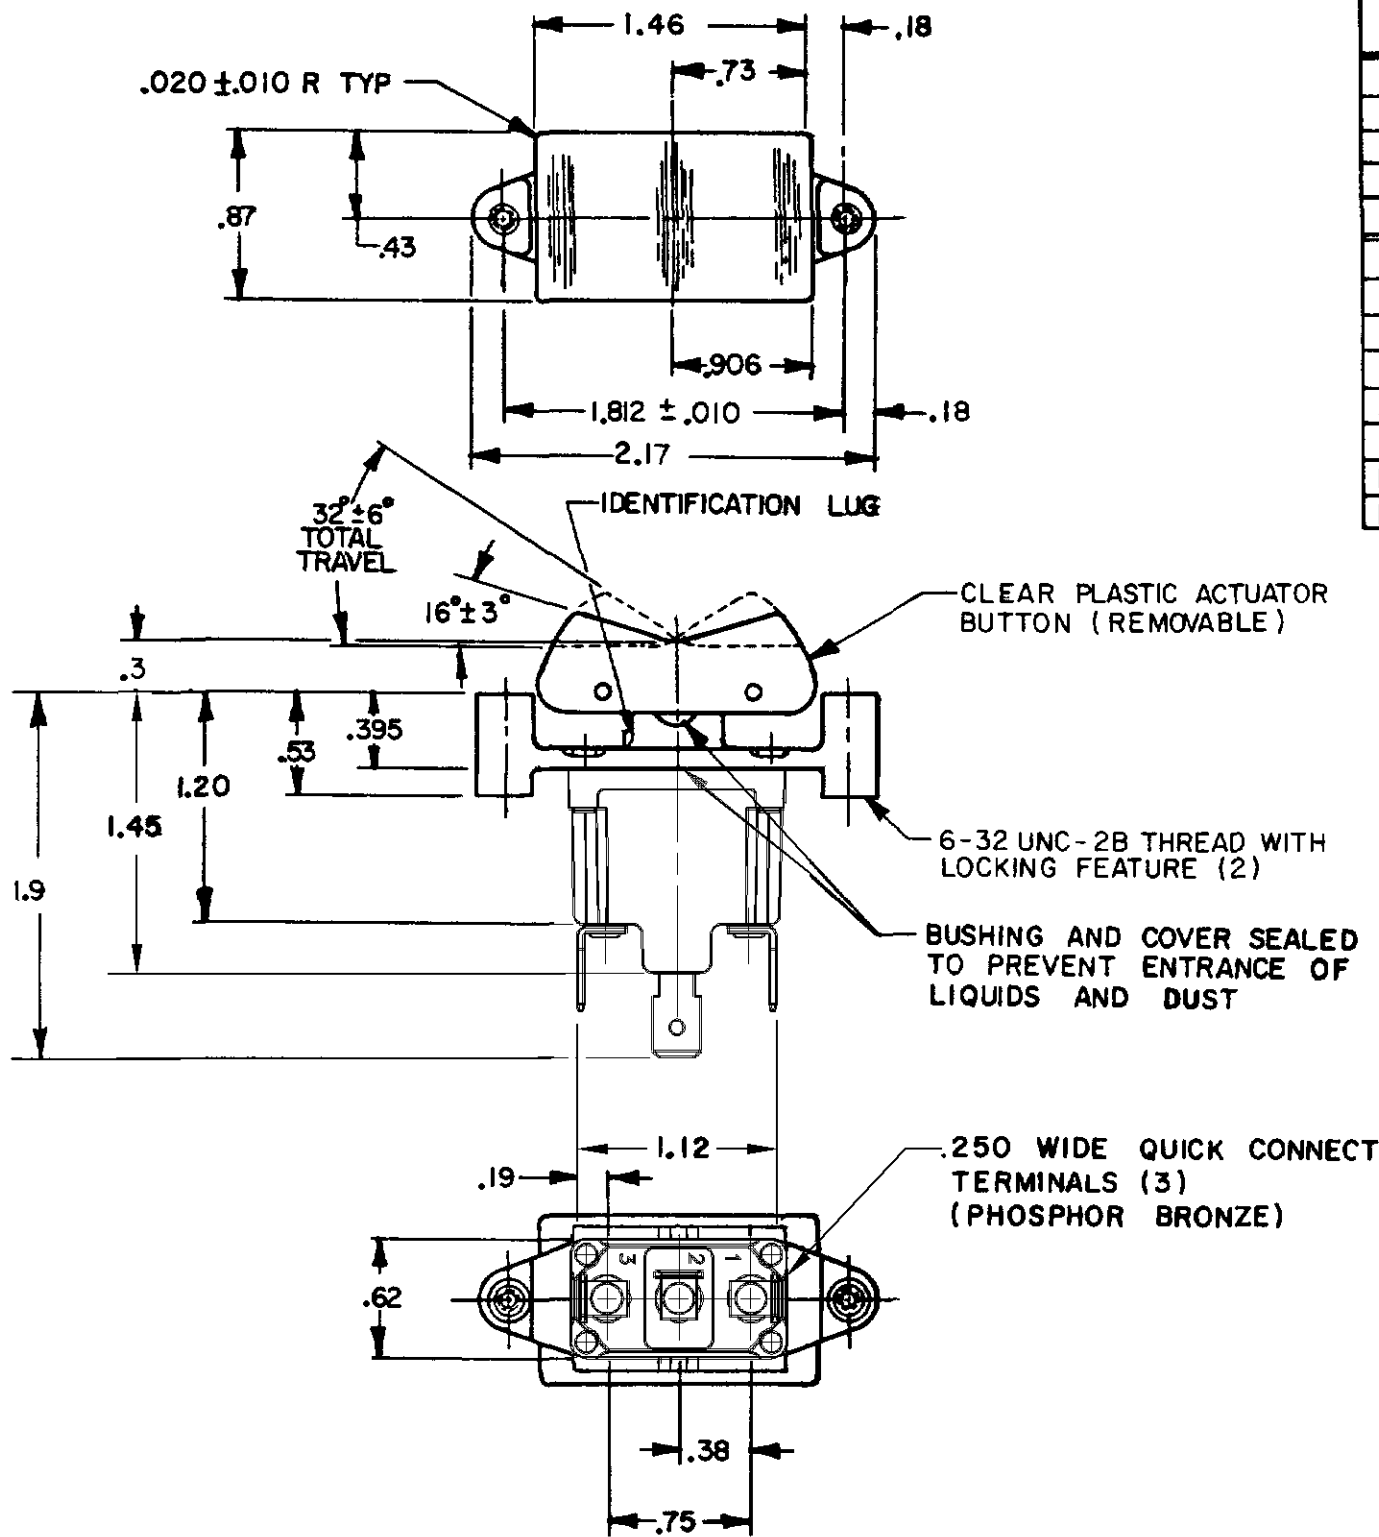 1.46
.18
.73
.020 ±.010 R TYP
.87
.43
.906
1.812 ± .010
.18
2.17
IDENTIFICATION LUG
32°±6°
TOTAL
TRAVEL
16°±3°
CLEAR PLASTIC ACTUATOR
BUTTON (REMOVABLE)
.3
.395
.53
1.20
1.45
1.9
6-32 UNC-2B THREAD WITH
LOCKING FEATURE (2)
BUSHING AND COVER SEALED
TO PREVENT ENTRANCE OF
LIQUIDS AND DUST
1.12
.19
.250 WIDE QUICK CONNECT
TERMINALS (3)
(PHOSPHOR BRONZE)
3 2 1
.62
.38
.75